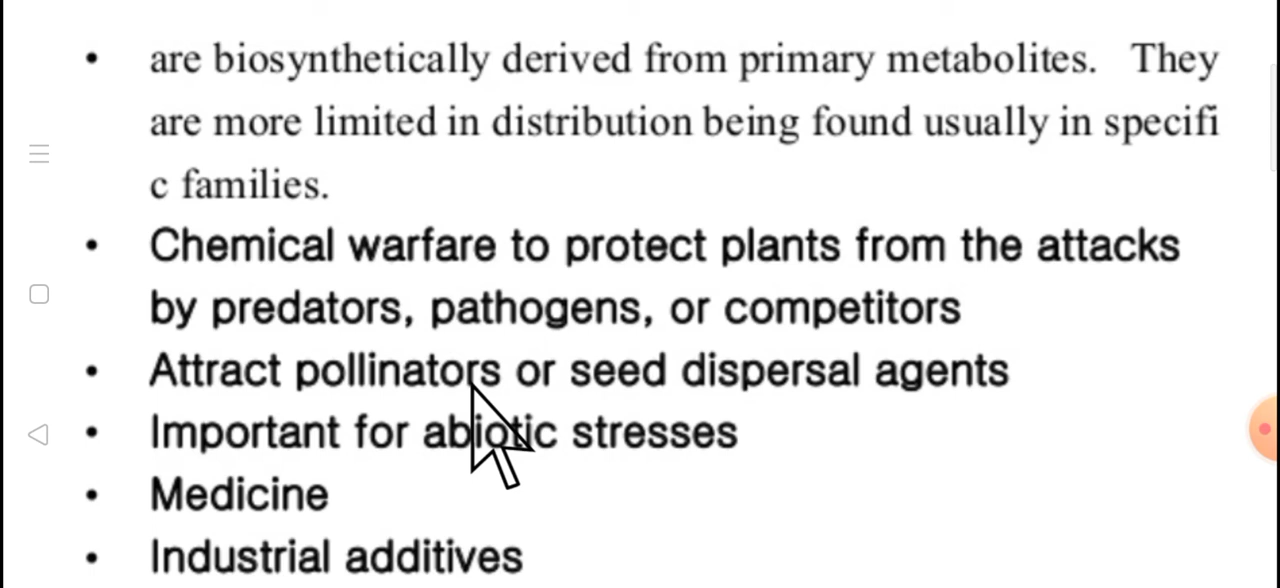 • are biosynthetically derived from primary metabolites. They
are more limited in distribution being found usually in specifi
c families.
• Chemical warfare to protect plants from the attacks
by predators, pathogens, or competitors
• Attract pollinators or seed dispersal agents
• Important for abiotic stresses
• Medicine
• Industrial additives